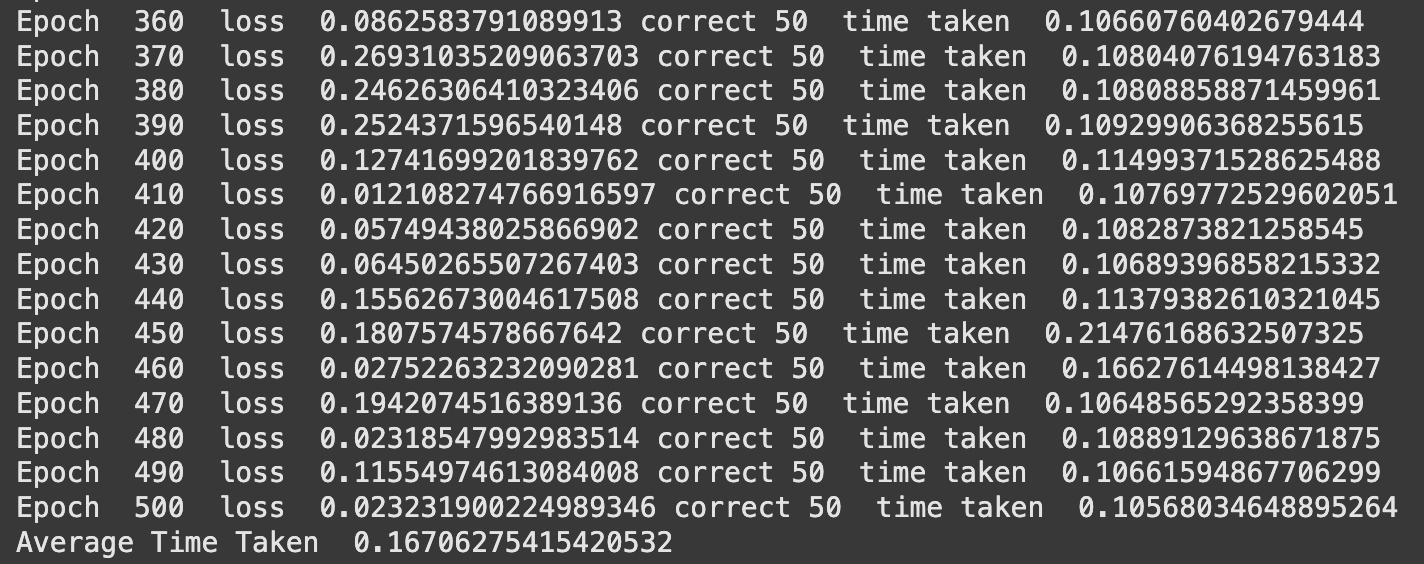 Epoch  360  loss  0.0862583791089913 correct 50  time taken  0.10660760402679444
Epoch  370  loss  0.26931035209063703 correct 50  time taken  0.10804076194763183
Epoch  380  loss  0.24626306410323406 correct 50  time taken  0.10808858871459961
Epoch  390  loss  0.2524371596540148 correct 50  time taken  0.10929906368255615
Epoch  400  loss  0.12741699201839762 correct 50  time taken  0.11499371528625488
Epoch  410  loss  0.012108274766916597 correct 50  time taken  0.10769772529602051
Epoch  420  loss  0.05749438025866902 correct 50  time taken  0.1082873821258545
Epoch  430  loss  0.06450265507267403 correct 50  time taken  0.10689396858215332
Epoch  440  loss  0.15562673004617508 correct 50  time taken  0.11379382610321045
Epoch  450  loss  0.1807574578667642 correct 50  time taken  0.21476168632507325
Epoch  460  loss  0.02752263232090281 correct 50  time taken  0.16627614498138427
Epoch  470  loss  0.1942074516389136 correct 50  time taken  0.10648565292358399
Epoch  480  loss  0.02318547992983514 correct 50  time taken  0.10889129638671875
Epoch  490  loss  0.11554974613084008 correct 50  time taken  0.10661594867706299
Epoch  500  loss  0.023231900224989346 correct 50  time taken  0.10568034648895264
Average Time Taken  0.16706275415420532